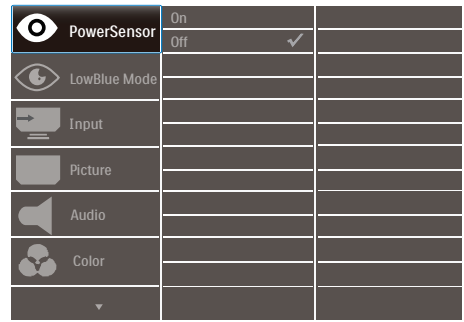 PowerSensor
On
Off
LowBlue Mode
Input
Picture
Audio
Color